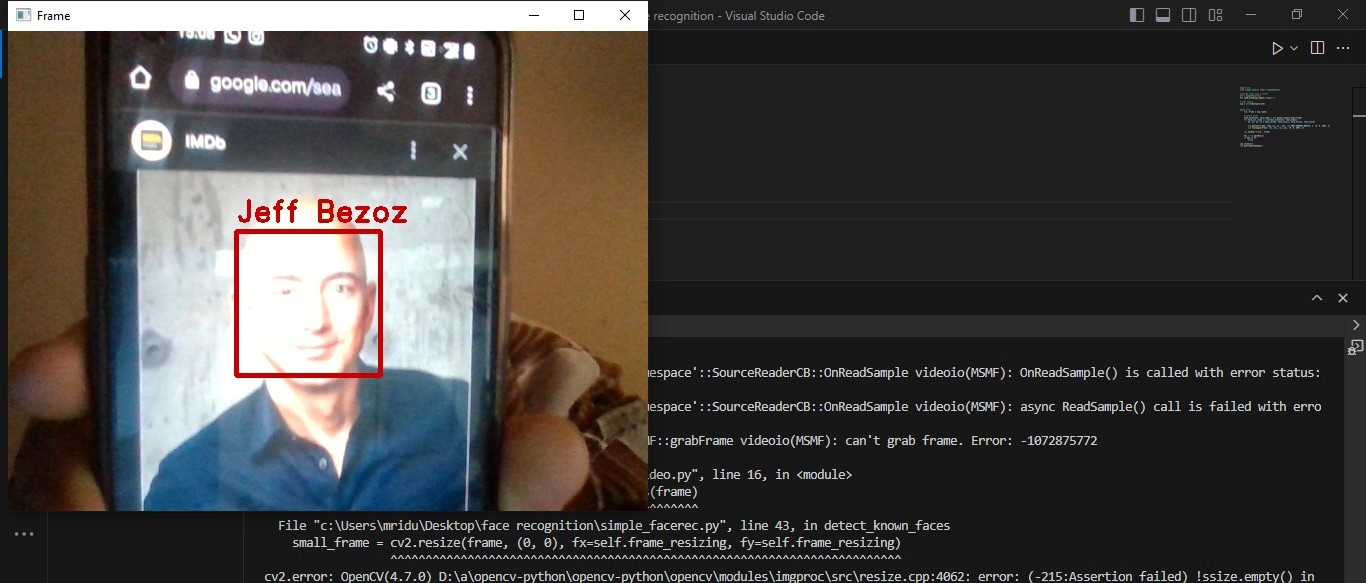 Frame
e recognition - Visual Studio Code
google.com/sea
IMDb
Jeff Bezoz
espace'::SourceReaderCB::OnReadSample videoio(MSMF): OnReadSample() is called with error status:
espace'::SourceReaderCB::OnReadSample videoio(MSMF): async ReadSample() call is failed with erro
MF::grabFrame videoio(MSMF): can't grab frame. Error: -1072875772
deo.py", line 16, in <module>
(frame)
^^^^^^^
File "c:\Users\mridu\Desktop\face recognition\simple_facerec.py", line 43, in detect_known_faces
small_frame = cv2.resize(frame, (0, 0), fx=self.frame_resizing, fy=self.frame_resizing)
^^^^^^^^^^^^^^^^^^^^^^^^^^^^^^^^^^^^^^^^^^^^^^^^^^^^^^^^^^^^^^^^^^^^^^^^^
cv2.error: OpenCV(4.7.0) D:\a\opencv-python\opencv-python\opencv\modules\imgproc\src\resize.cpp:4062: error: (-215:Assertion failed) !ssize.empty() in